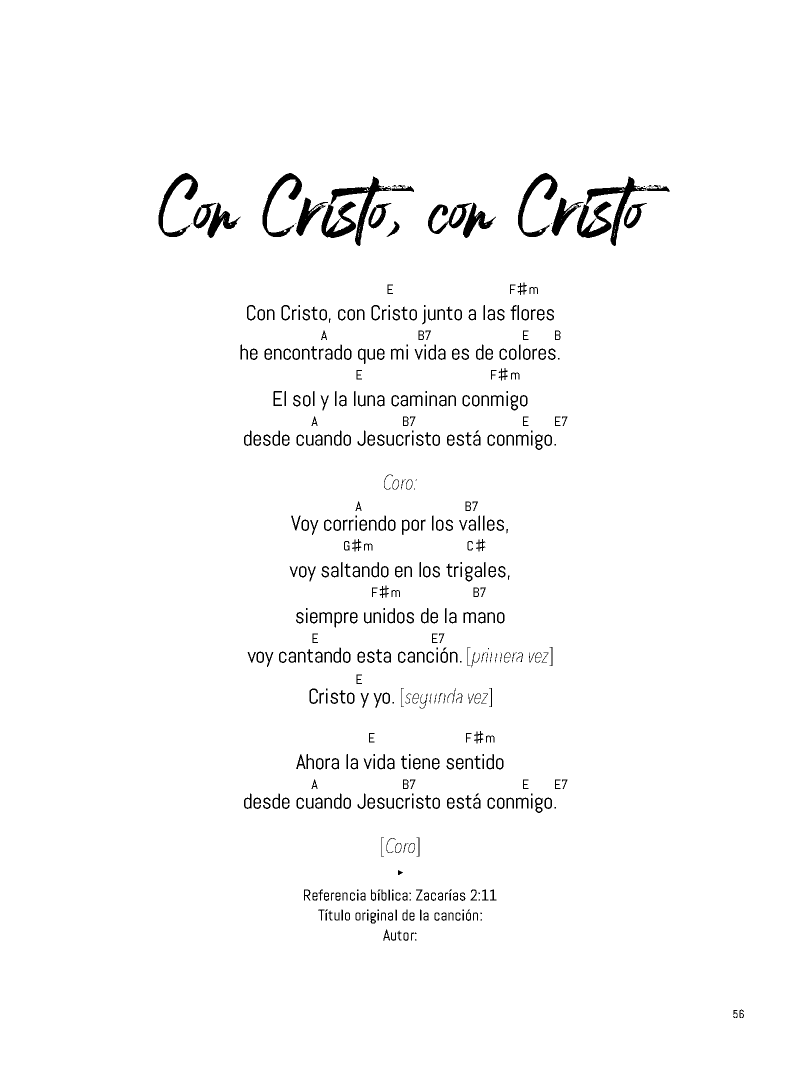 Con Cristo, con Cristo
E F♯m
Con Cristo, con Cristo junto a las flores
A B7 E B
he encontrado que mi vida es de colores.
E F♯m
El sol y la luna caminan conmigo
A B7 E E7
desde cuando Jesucristo está conmigo.
Coro:
A B7
Voy corriendo por los valles,
G♯m C♯
voy saltando en los trigales,
F♯m B7
siempre unidos de la mano
E E7
voy cantando esta canción. [primera vez]
E
Cristo y yo. [segunda vez]
E F♯m
Ahora la vida tiene sentido
A B7 E E7
desde cuando Jesucristo está conmigo.
[Coro]
Referencia bíblica: Zacarías 2:11
Título original de la canción:
Autor:
56